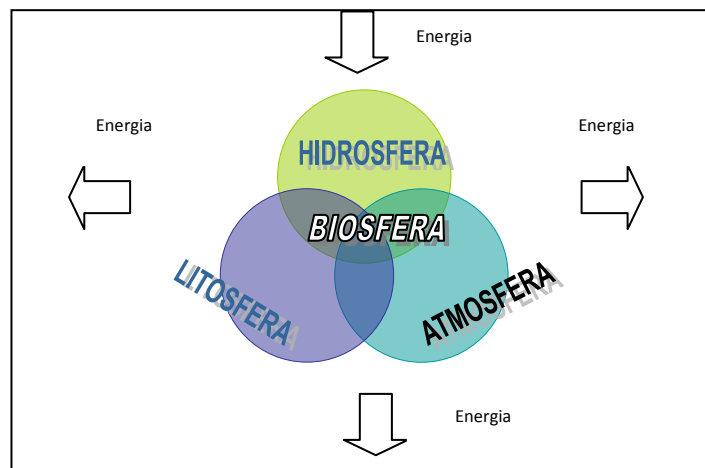 Energia
Energia
Energia
HIDROSFERA
BIOSFERA
LITOSFERA
ATMOSFERA
Energia